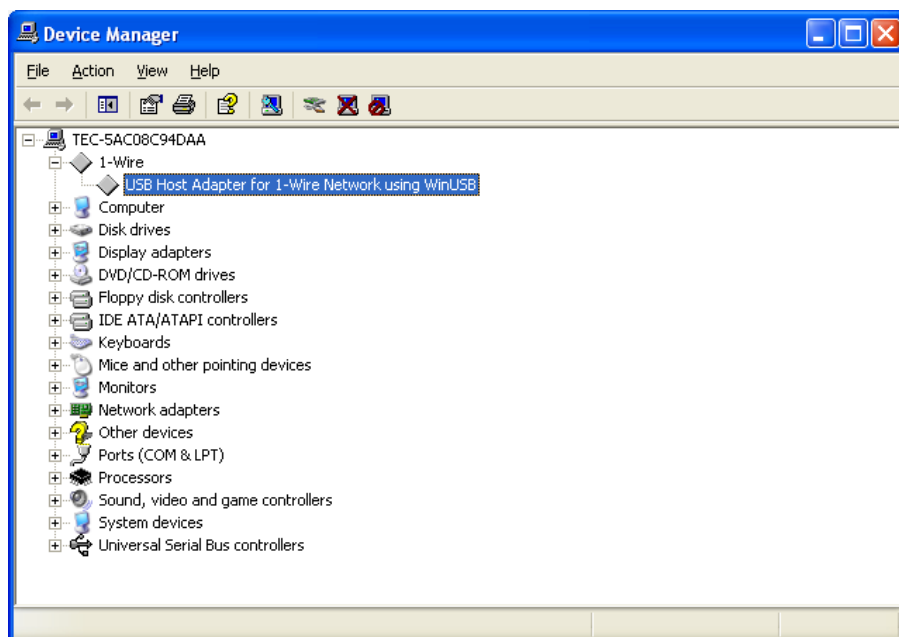 Device Manager
File Action View Help
TEC-5AC08C94DAA
1-Wire
USB Host Adapter for 1-Wire Network using WinUSB
Computer
Disk drives
Display adapters
DVD/CD-ROM drives
Floppy disk controllers
IDE ATA/ATAPI controllers
Keyboards
Mice and other pointing devices
Monitors
Network adapters
Other devices
Ports (COM & LPT)
Processors
Sound, video and game controllers
System devices
Universal Serial Bus controllers